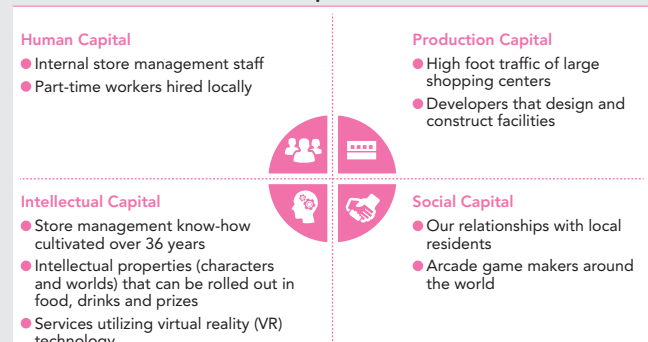 Human Capital
● Internal store management staff
● Part-time workers hired locally
Production Capital
● High foot traffic of large
shopping centers
● Developers that design and
construct facilities
Intellectual Capital
● Store management know-how
cultivated over 36 years
● Intellectual properties (characters
and worlds) that can be rolled out in
food, drinks and prizes
● Services utilizing virtual reality (VR)
technology
Social Capital
● Our relationships with local
residents
● Arcade game makers around
the world